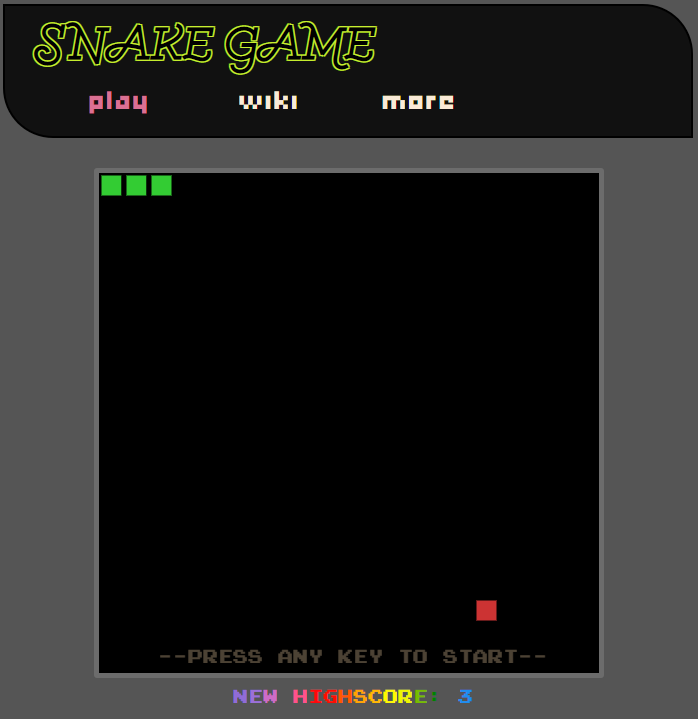 SNAKE GAME
play wiki more
--PRESS ANY KEY TO START--
NEW HIGHSCORE: 3